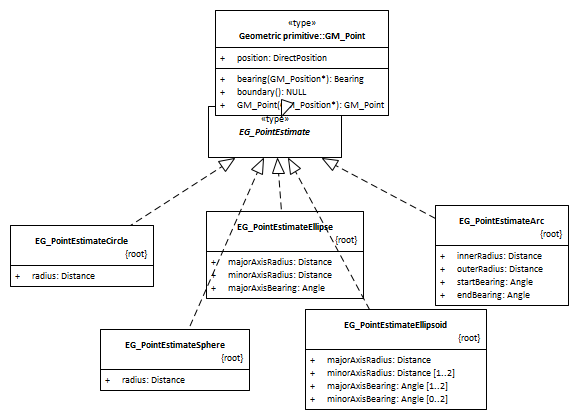 «type»
Geometric primitive::GM_Point
+ position: DirectPosition
+ bearing(GM_Position*): Bearing
+ boundary(): NULL
+ GM_Point( _Position*): GM_Point
«type»
EG_PointEstimate
EG_PointEstimateCircle
{root}
+ radius: Distance
EG_PointEstimateEllipse
{root}
+ majorAxisRadius: Distance
+ minorAxisRadius: Distance
+ majorAxisBearing: Angle
EG_PointEstimateArc
{root}
+ innerRadius: Distance
+ outerRadius: Distance
+ startBearing: Angle
+ endBearing: Angle
EG_PointEstimateSphere
{root}
+ radius: Distance
EG_PointEstimateEllipsoid
{root}
+ majorAxisRadius: Distance
+ minorAxisRadius: Distance [1..2]
+ majorAxisBearing: Angle [1..2]
+ minorAxisBearing: Angle [0..2]